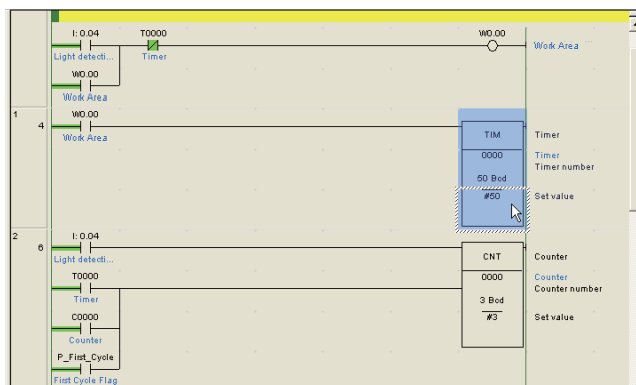 I: 0.04 T0000 W0.00
Light detecti... Timer Work Area
W0.00
Work Area
1 4 W0.00
Work Area
TIM Timer
0000 Timer
Timer number
50 Bcd
#50 Set value
2 6 I: 0.04
Light detecti...
CNT Counter
T0000 0000 Counter
Timer Counter number
3 Bcd
C0000 #3 Set value
Counter
P_First_Cycle
First Cycle Flag